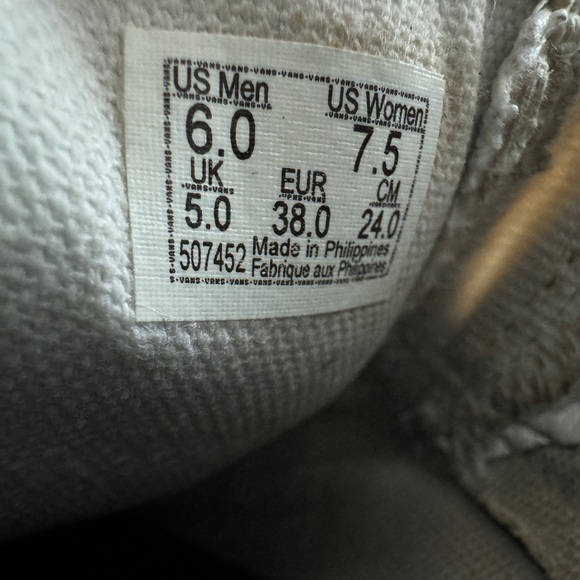 US Men US Women
6.0 7.5
UK EUR CM
5.0 38.0 24.0
507452 Made in Philippines
Fabriqué aux Philippines